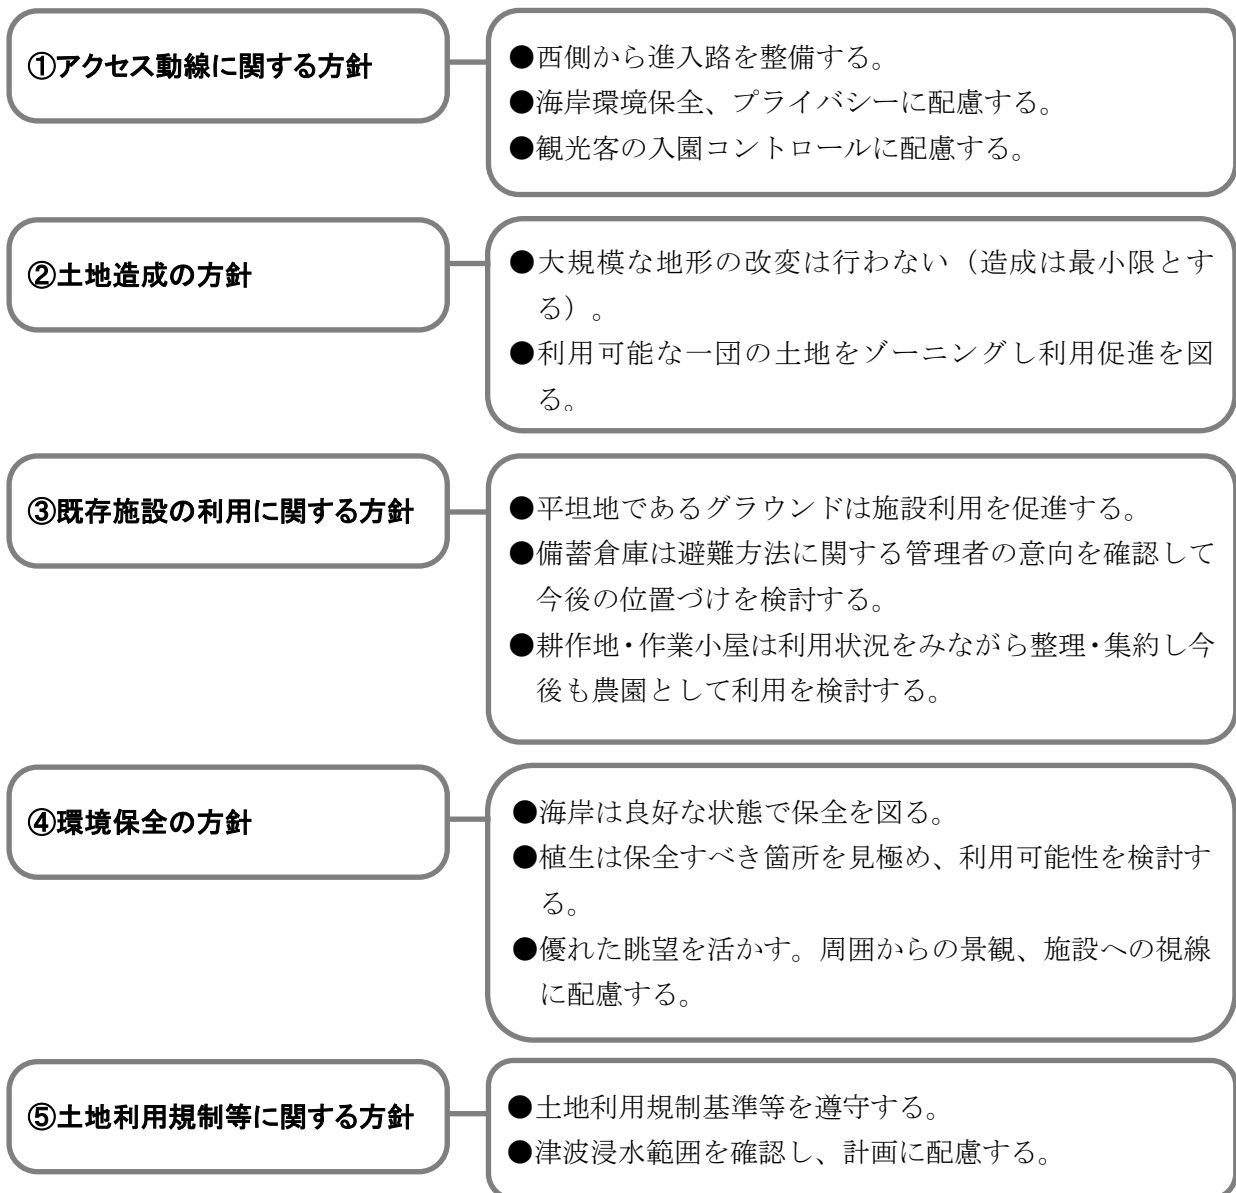 ①アクセス動線に関する方針
●西側から進入路を整備する。
●海岸環境保全、プライバシーに配慮する。
●観光客の入園コントロールに配慮する。
②土地造成の方針
●大規模な地形の改変は行わない（造成は最小限とす
る）。
●利用可能な一団の土地をゾーニングし利用促進を図
る。
③既存施設の利用に関する方針
●平坦地であるグラウンドは施設利用を促進する。
●備蓄倉庫は避難方法に関する管理者の意向を確認して
今後の位置づけを検討する。
●耕作地・作業小屋は利用状況をみながら整理・集約し今
後も農園として利用を検討する。
④環境保全の方針
●海岸は良好な状態で保全を図る。
●植生は保全すべき箇所を見極め、利用可能性を検討す
る。
●優れた眺望を活かす。周囲からの景観、施設への視線
に配慮する。
⑤土地利用規制等に関する方針
●土地利用規制基準等を遵守する。
●津波浸水範囲を確認し、計画に配慮する。